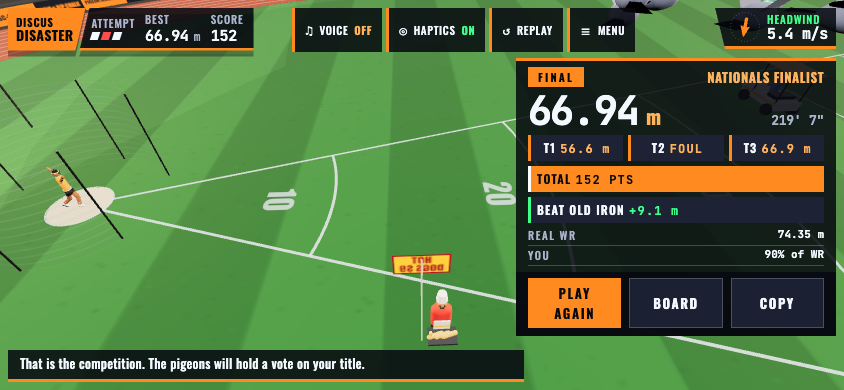 DISCUS
DISASTER
ATTEMPT
BEST
66.94 m
SCORE
152
♫ VOICE OFF
◎ HAPTICS ON
↺ REPLAY
≡ MENU
HEADWIND
5.4 m/s
FINAL
NATIONALS FINALIST
66.94 m
219' 7"
T1 56.6 m
T2 FOUL
T3 66.9 m
TOTAL 152 PTS
BEAT OLD IRON +9.1 m
REAL WR 74.35 m
YOU 90% of WR
PLAY AGAIN
BOARD
COPY
10
20
That is the competition. The pigeons will hold a vote on your title.